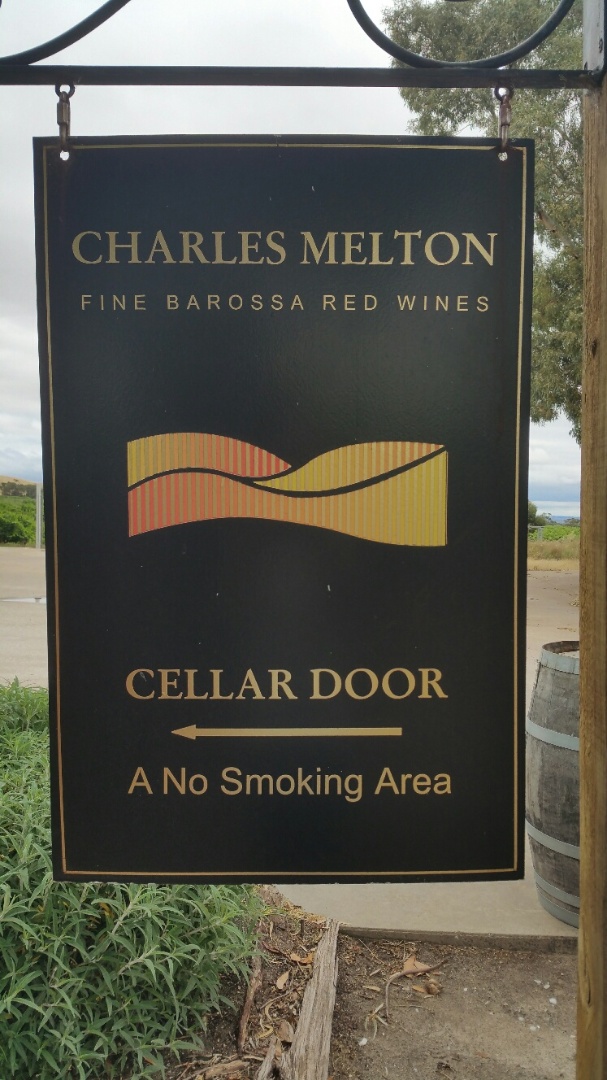 CHARLES MELTON
FINE BAROSSA RED WINES
CELLAR DOOR
A No Smoking Area